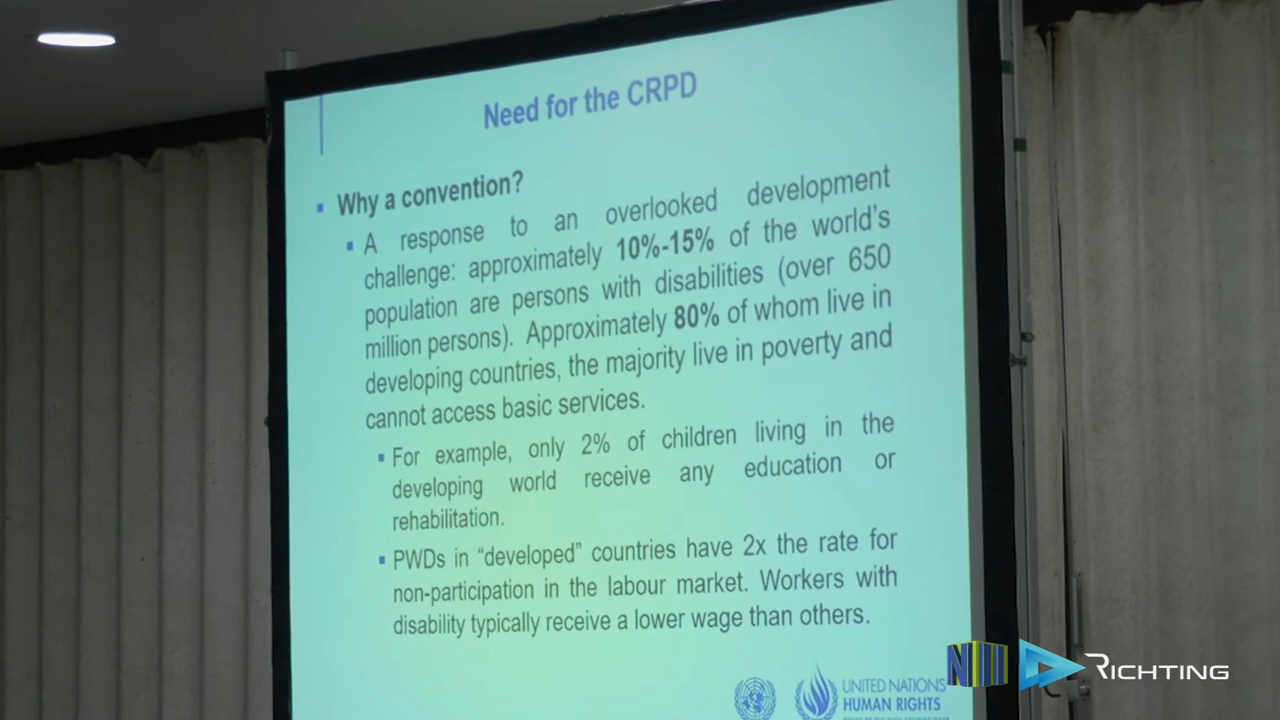 Need for the CRPD
Why a convention?
A response to an overlooked development
challenge: approximately 10%-15% of the world's
population are persons with disabilities (over 650
million persons). Approximately 80% of whom live in
developing countries, the majority live in poverty and
cannot access basic services.
For example, only 2% of children living in the
developing world receive any education or
rehabilitation.
PWDs in “developed” countries have 2x the rate for
non-participation in the labour market. Workers with
disability typically receive a lower wage than others.
UNITED NATIONS
HUMAN RIGHTS
RICHTING